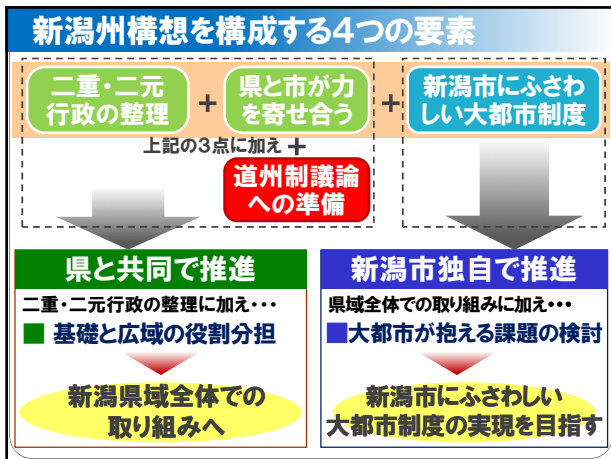 新潟州構想を構成する4つの要素
二重・二元
行政の整理
+
県と市が力
を寄せ合う
+
新潟市にふさわ
しい大都市制度
上記の3点に加え +
道州制議論
への準備
県と共同で推進
二重・二元行政の整理に加え・・・
■ 基礎と広域の役割分担
新潟県域全体での
取り組みへ
新潟市独自で推進
県域全体での取り組みに加え・・・
■大都市が抱える課題の検討
新潟市にふさわしい
大都市制度の実現を目指す